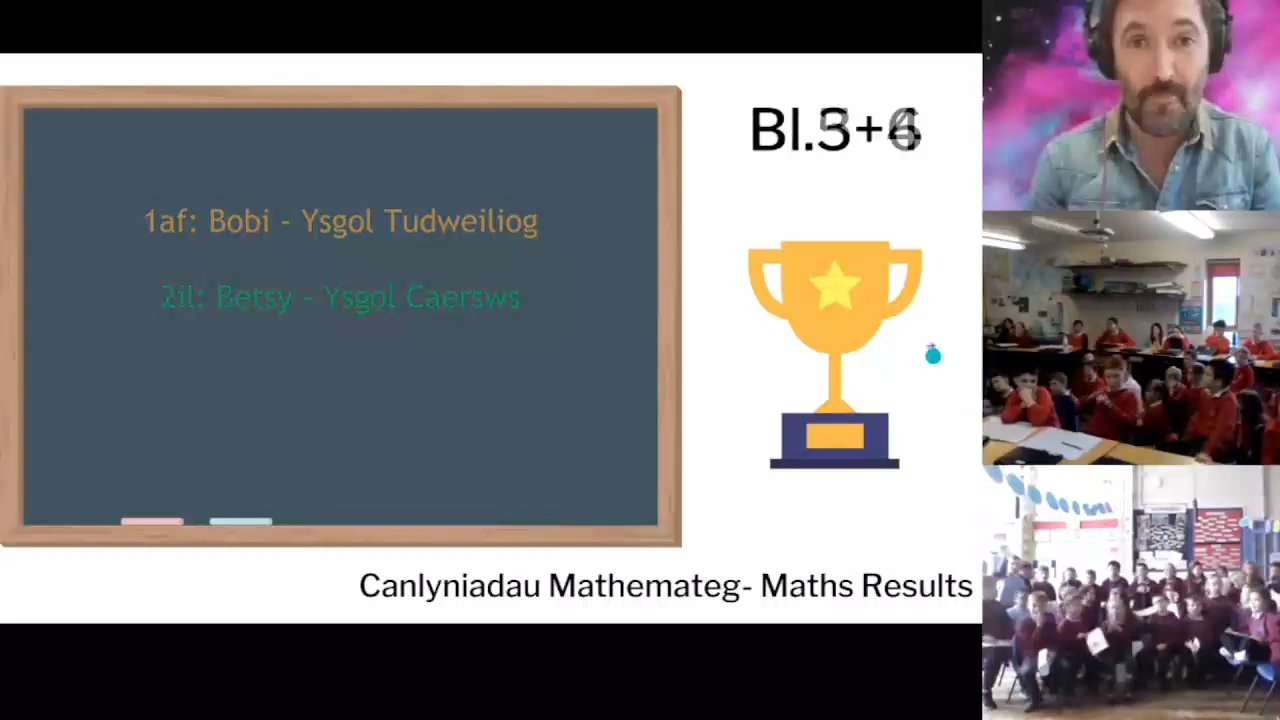 Bl.3+4
1af: Bobi - Ysgol Tudweiliog
2il: Betsy - Ysgol Caersws
Canlyniadau Mathemateg- Maths Results